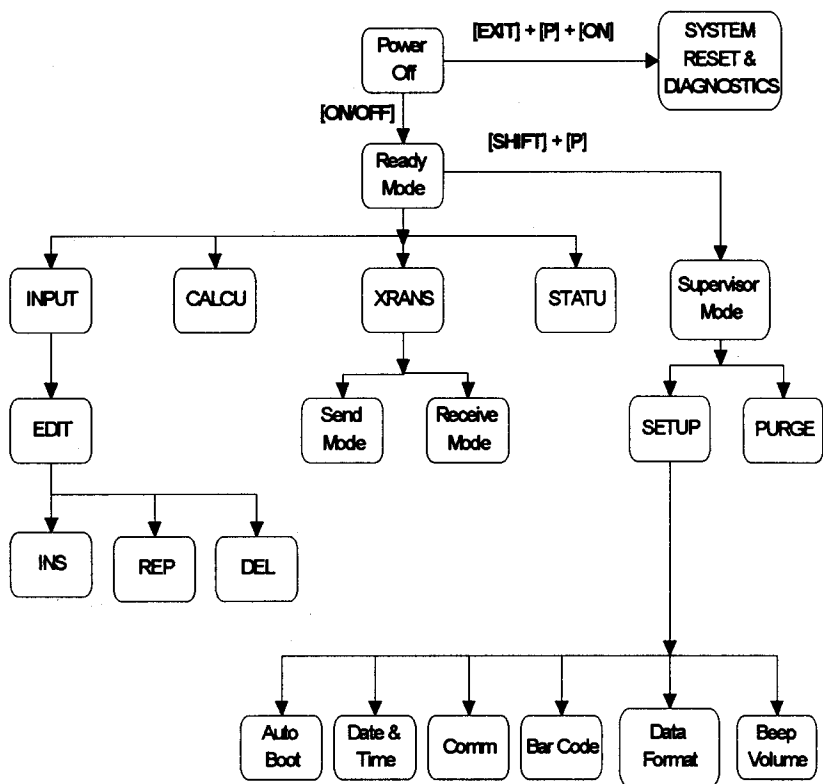 Power
Off
[EXIT] + [P] + [ON]
SYSTEM
RESET &
DIAGNOSTICS
[ON/OFF]
Ready
Mode
[SHIFT] + [P]
INPUT
CALCU
XRANS
STATU
Supervisor
Mode
EDIT
Send
Mode
Receive
Mode
SETUP
PURGE
INS
REP
DEL
Auto
Boot
Date &
Time
Comm
Bar Code
Data
Format
Beep
Volume